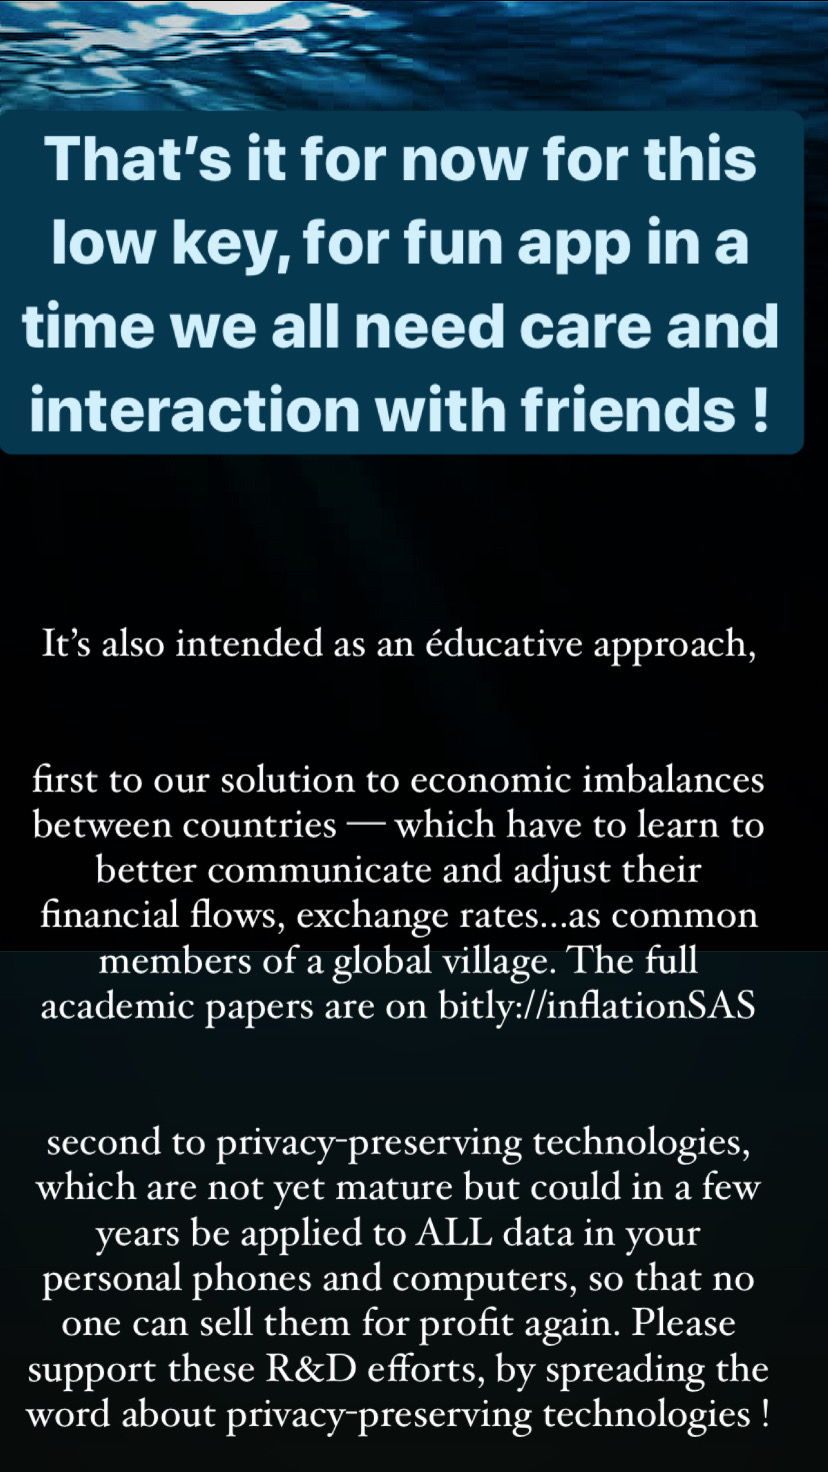 That’s it for now for this
low key, for fun app in a
time we all need care and
interaction with friends !
It’s also intended as an éducative approach,
first to our solution to economic imbalances
between countries — which have to learn to
better communicate and adjust their
financial flows, exchange rates...as common
members of a global village. The full
academic papers are on bitly://inflationSAS
second to privacy-preserving technologies,
which are not yet mature but could in a few
years be applied to ALL data in your
personal phones and computers, so that no
one can sell them for profit again. Please
support these R&D efforts, by spreading the
word about privacy-preserving technologies !